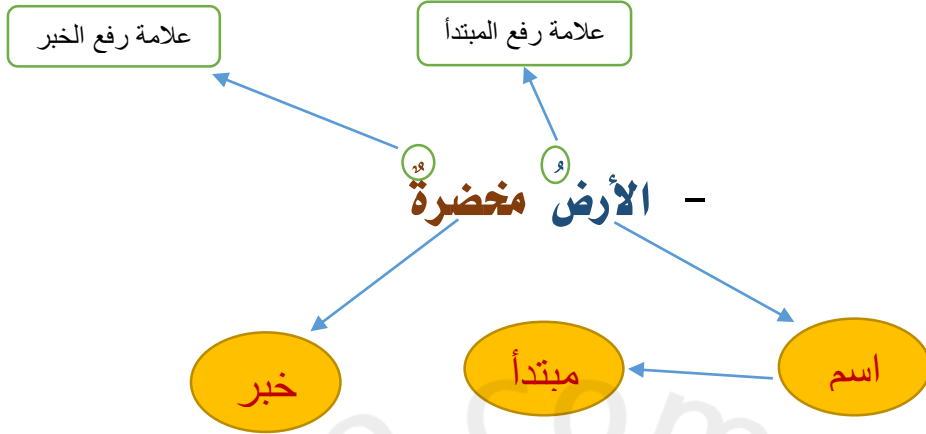 علامة رفع المبتدأ
علامة رفع الخبر
- الأرضُ مخضرةٌ
اسم
مبتدأ
خبر